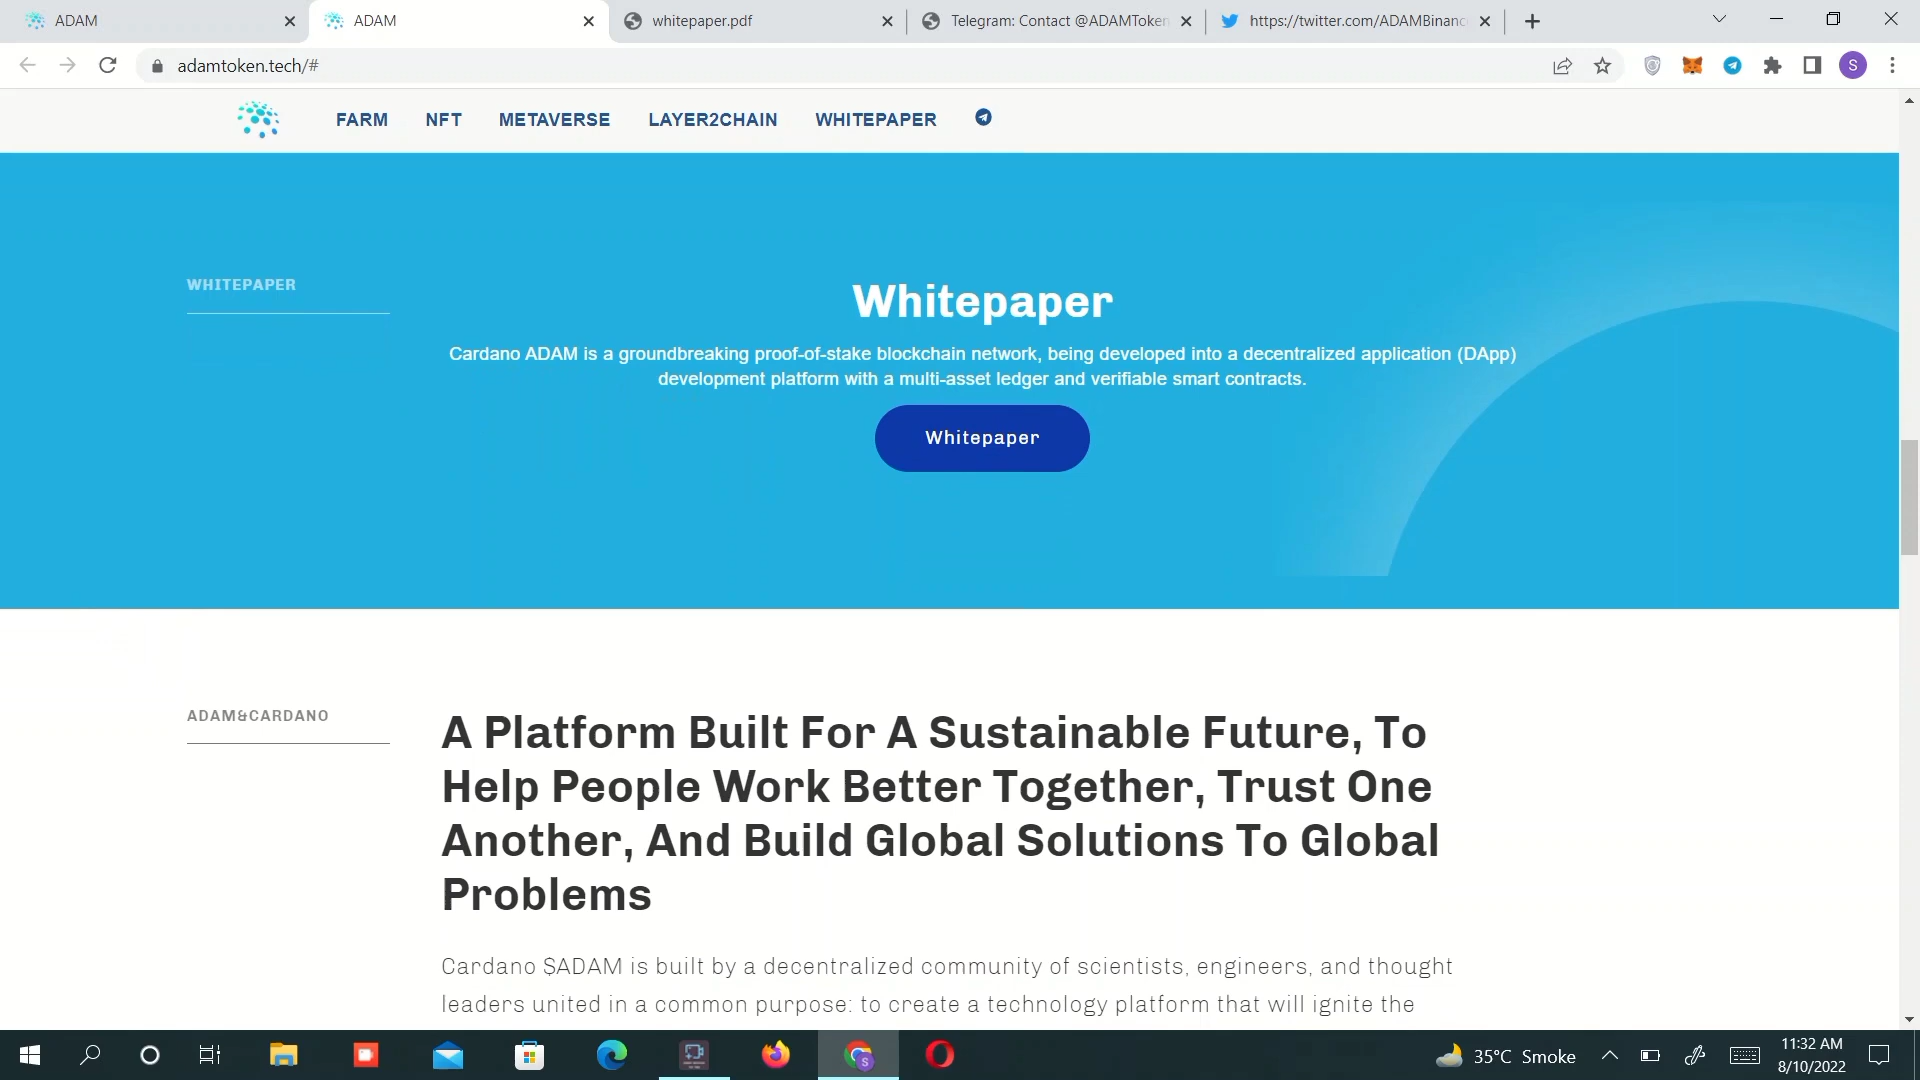 ADAM
ADAM
whitepaper.pdf
Telegram: Contact @ADAMToken
https://twitter.com/ADAMBinanc
adamtoken.tech/#
S
FARM
NFT
METAVERSE
LAYER2CHAIN
WHITEPAPER
WHITEPAPER
Whitepaper
Cardano ADAM is a groundbreaking proof-of-stake blockchain network, being developed into a decentralized application (DApp)
development platform with a multi-asset ledger and verifiable smart contracts.
Whitepaper
ADAM&CARDANO
A Platform Built For A Sustainable Future, To
Help People Work Better Together, Trust One
Another, And Build Global Solutions To Global
Problems
Cardano $ADAM is built by a decentralized community of scientists, engineers, and thought
leaders united in a common purpose: to create a technology platform that will ignite the
S
35°C Smoke
11:32 AM
8/10/2022